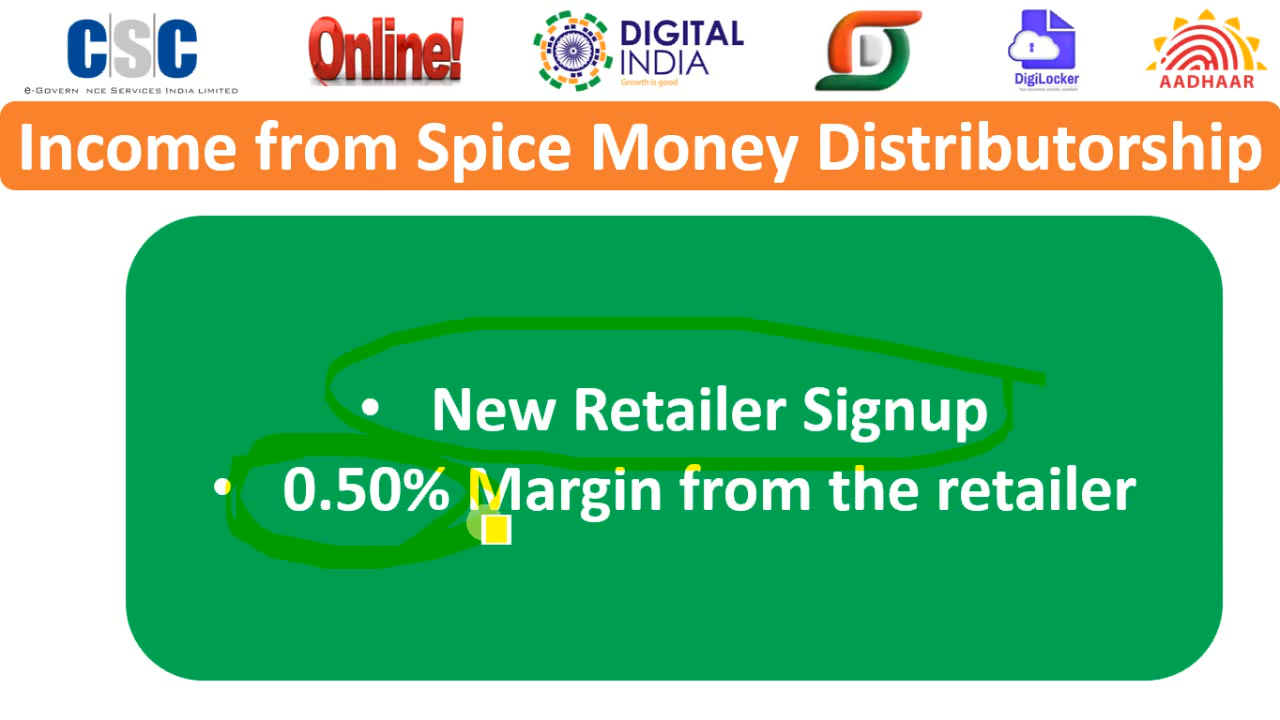 CSC
e-Govern nce Services India Limited
Online!
DIGITAL
INDIA
Growth is good
DigiLocker
AADHAAR
Income from Spice Money Distributorship
• New Retailer Signup
• 0.50% Margin from the retailer